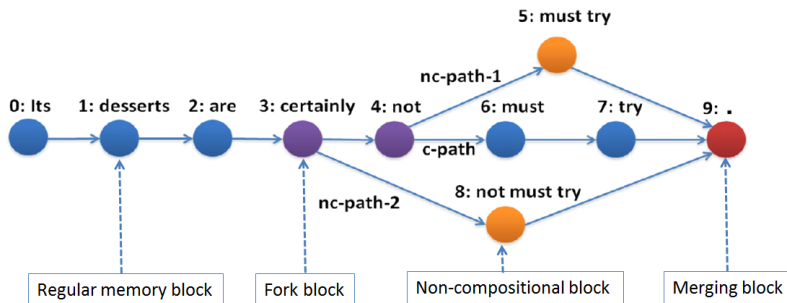 5: must try
nc-path-1
0: Its 1: desserts 2: are 3: certainly 4: not 6: must 7: try 9: .
c-path
8: not must try
nc-path-2
Regular memory block Fork block Non-compositional block Merging block